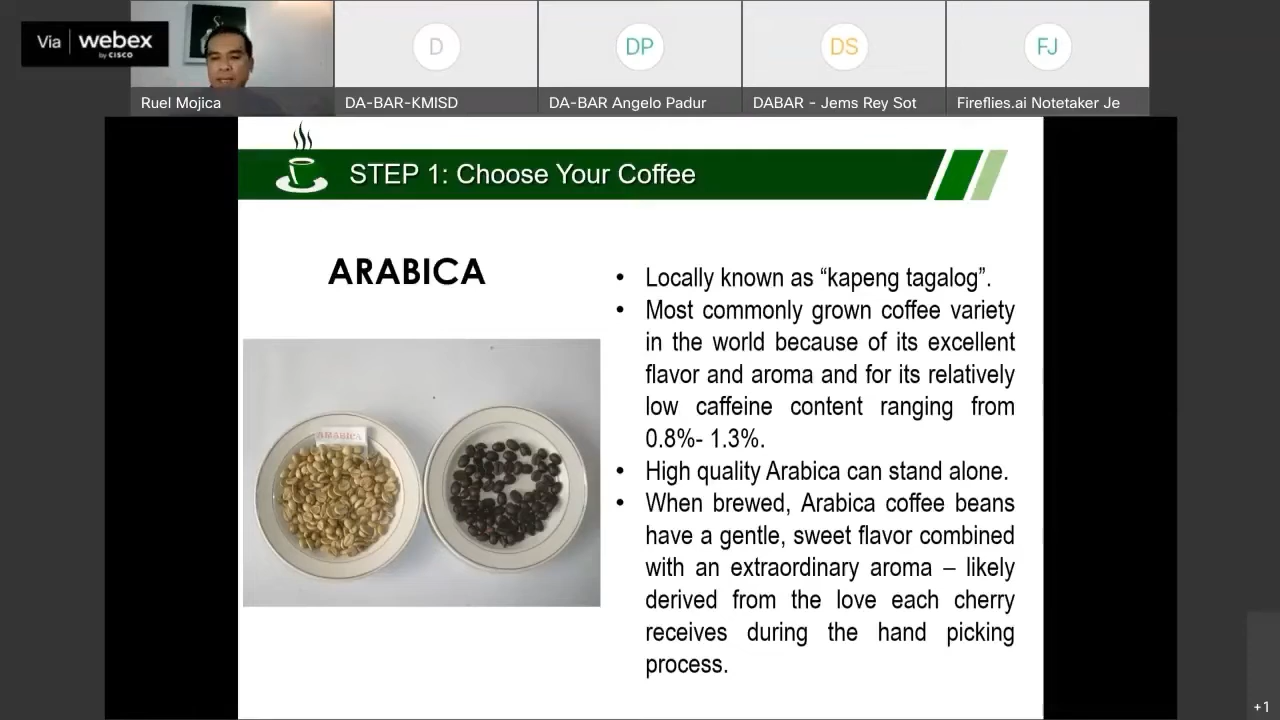 Via webex
by CISCO
Ruel Mojica
DA-BAR-KMISD
DA-BAR Angelo Padur
DABAR - Jems Rey Sot
Fireflies.ai Notetaker Je
D
DP
DS
FJ
STEP 1: Choose Your Coffee
ARABICA
ARABICA
• Locally known as “kapeng tagalog”.
• Most commonly grown coffee variety
in the world because of its excellent
flavor and aroma and for its relatively
low caffeine content ranging from
0.8%- 1.3%.
• High quality Arabica can stand alone.
• When brewed, Arabica coffee beans
have a gentle, sweet flavor combined
with an extraordinary aroma – likely
derived from the love each cherry
receives during the hand picking
process.
+1